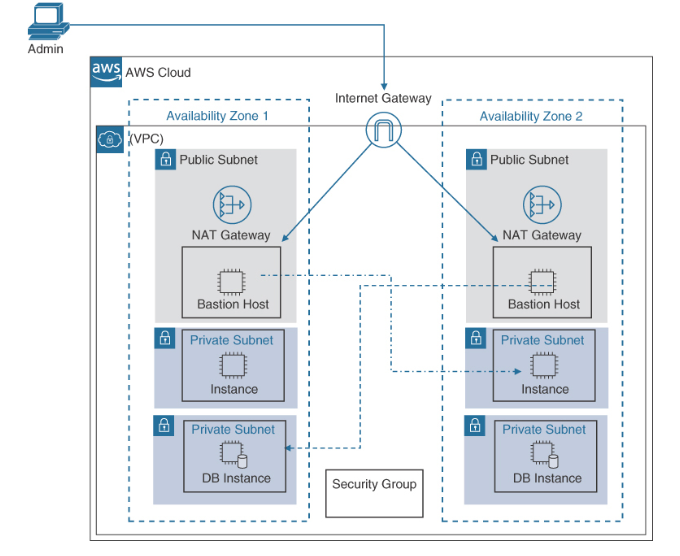 Admin
aws
AWS Cloud
Internet Gateway
Availability Zone 1
Availability Zone 2
(VPC)
Public Subnet
Public Subnet
NAT Gateway
NAT Gateway
Bastion Host
Bastion Host
Private Subnet
Private Subnet
Instance
Instance
Private Subnet
Private Subnet
DB Instance
DB Instance
Security Group